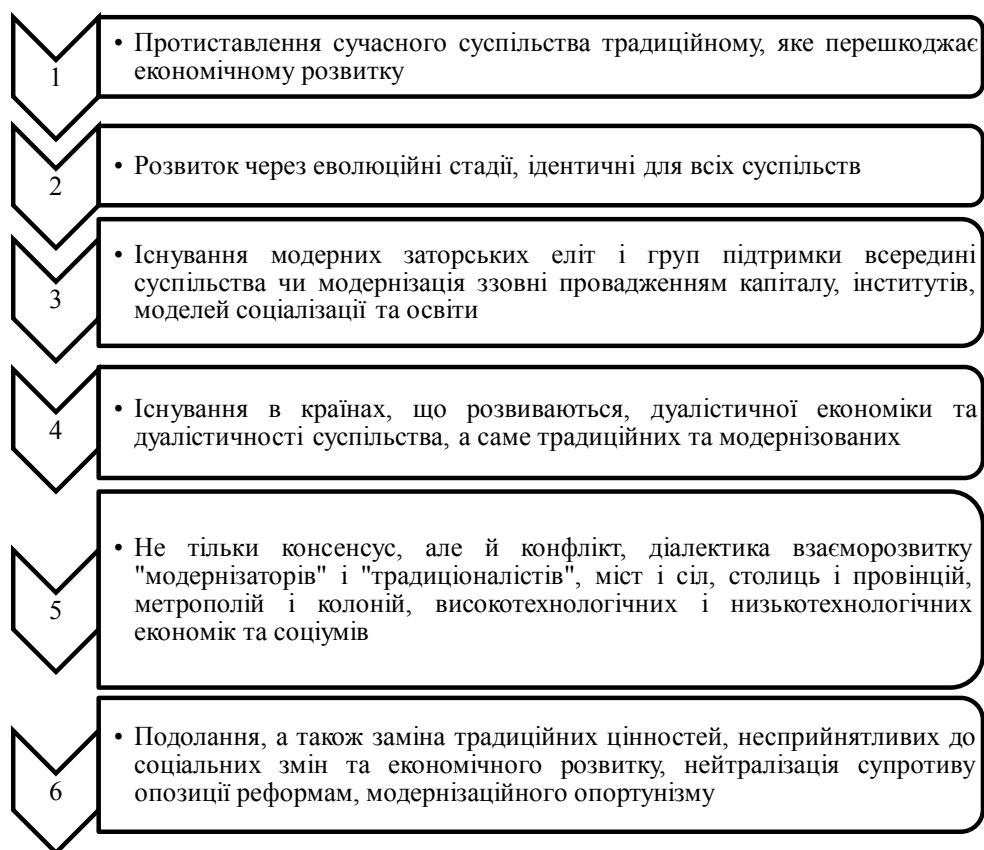 1
• Протиставлення сучасного суспільства традиційному, яке перешкоджає
економічному розвитку
2
• Розвиток через еволюційні стадії, ідентичні для всіх суспільств
3
• Існування модерних заторських еліт і груп підтримки всередині
суспільства чи модернізація ззовні провадженням капіталу, інститутів,
моделей соціалізації та освіти
4
• Існування в країнах, що розвиваються, дуалістичної економіки та
дуалістичності суспільства, а саме традиційних та модернізованих
5
• Не тільки консенсус, але й конфлікт, діалектика взаєморозвитку
"модернізаторів" і "традиціоналістів", міст і сіл, столиць і провінцій,
метрополій і колоній, високотехнологічних і низькотехнологічних
економік та соціумів
6
• Подолання, а також заміна традиційних цінностей, несприйнятливих до
соціальних змін та економічного розвитку, нейтралізація супротиву
опозиції реформам, модернізаційного опортунізму